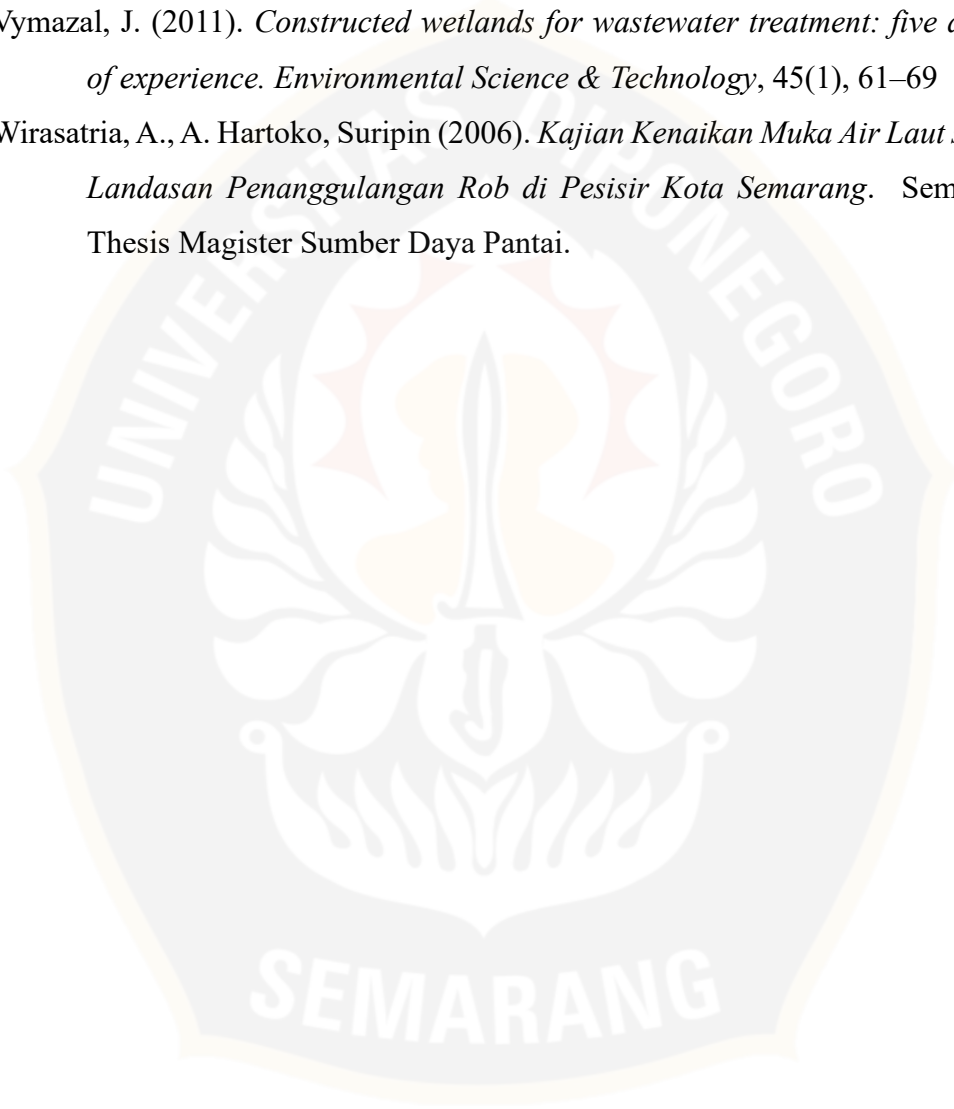 Vymazal, J. (2011). Constructed wetlands for wastewater treatment: five
of experience. Environmental Science & Technology, 45(1), 61–69
Wirasatria, A., A. Hartoko, Suripin (2006). Kajian Kenaikan Muka Air Laut
Landasan Penanggulangan Rob di Pesisir Kota Semarang. Sem
Thesis Magister Sumber Daya Pantai.
UNIVERSITAS DIPONEGORO
SEMARANG